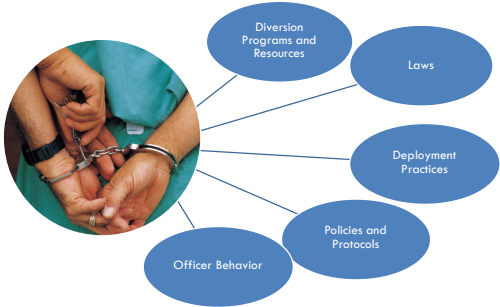 Diversion
Programs and
Resources
Laws
Deployment
Practices
Policies and
Protocols
Officer Behavior